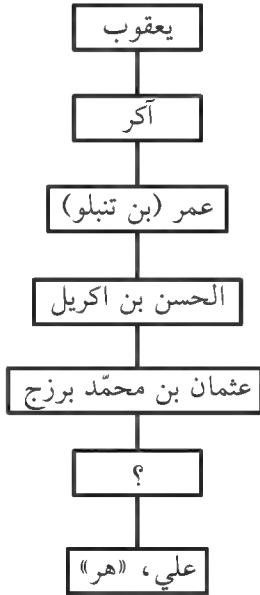 يعقوب
آكر
عمر (بن تنبلو)
الحسن بن اكريل
عثمان بن محمّد برزج
؟
علي، «هر»